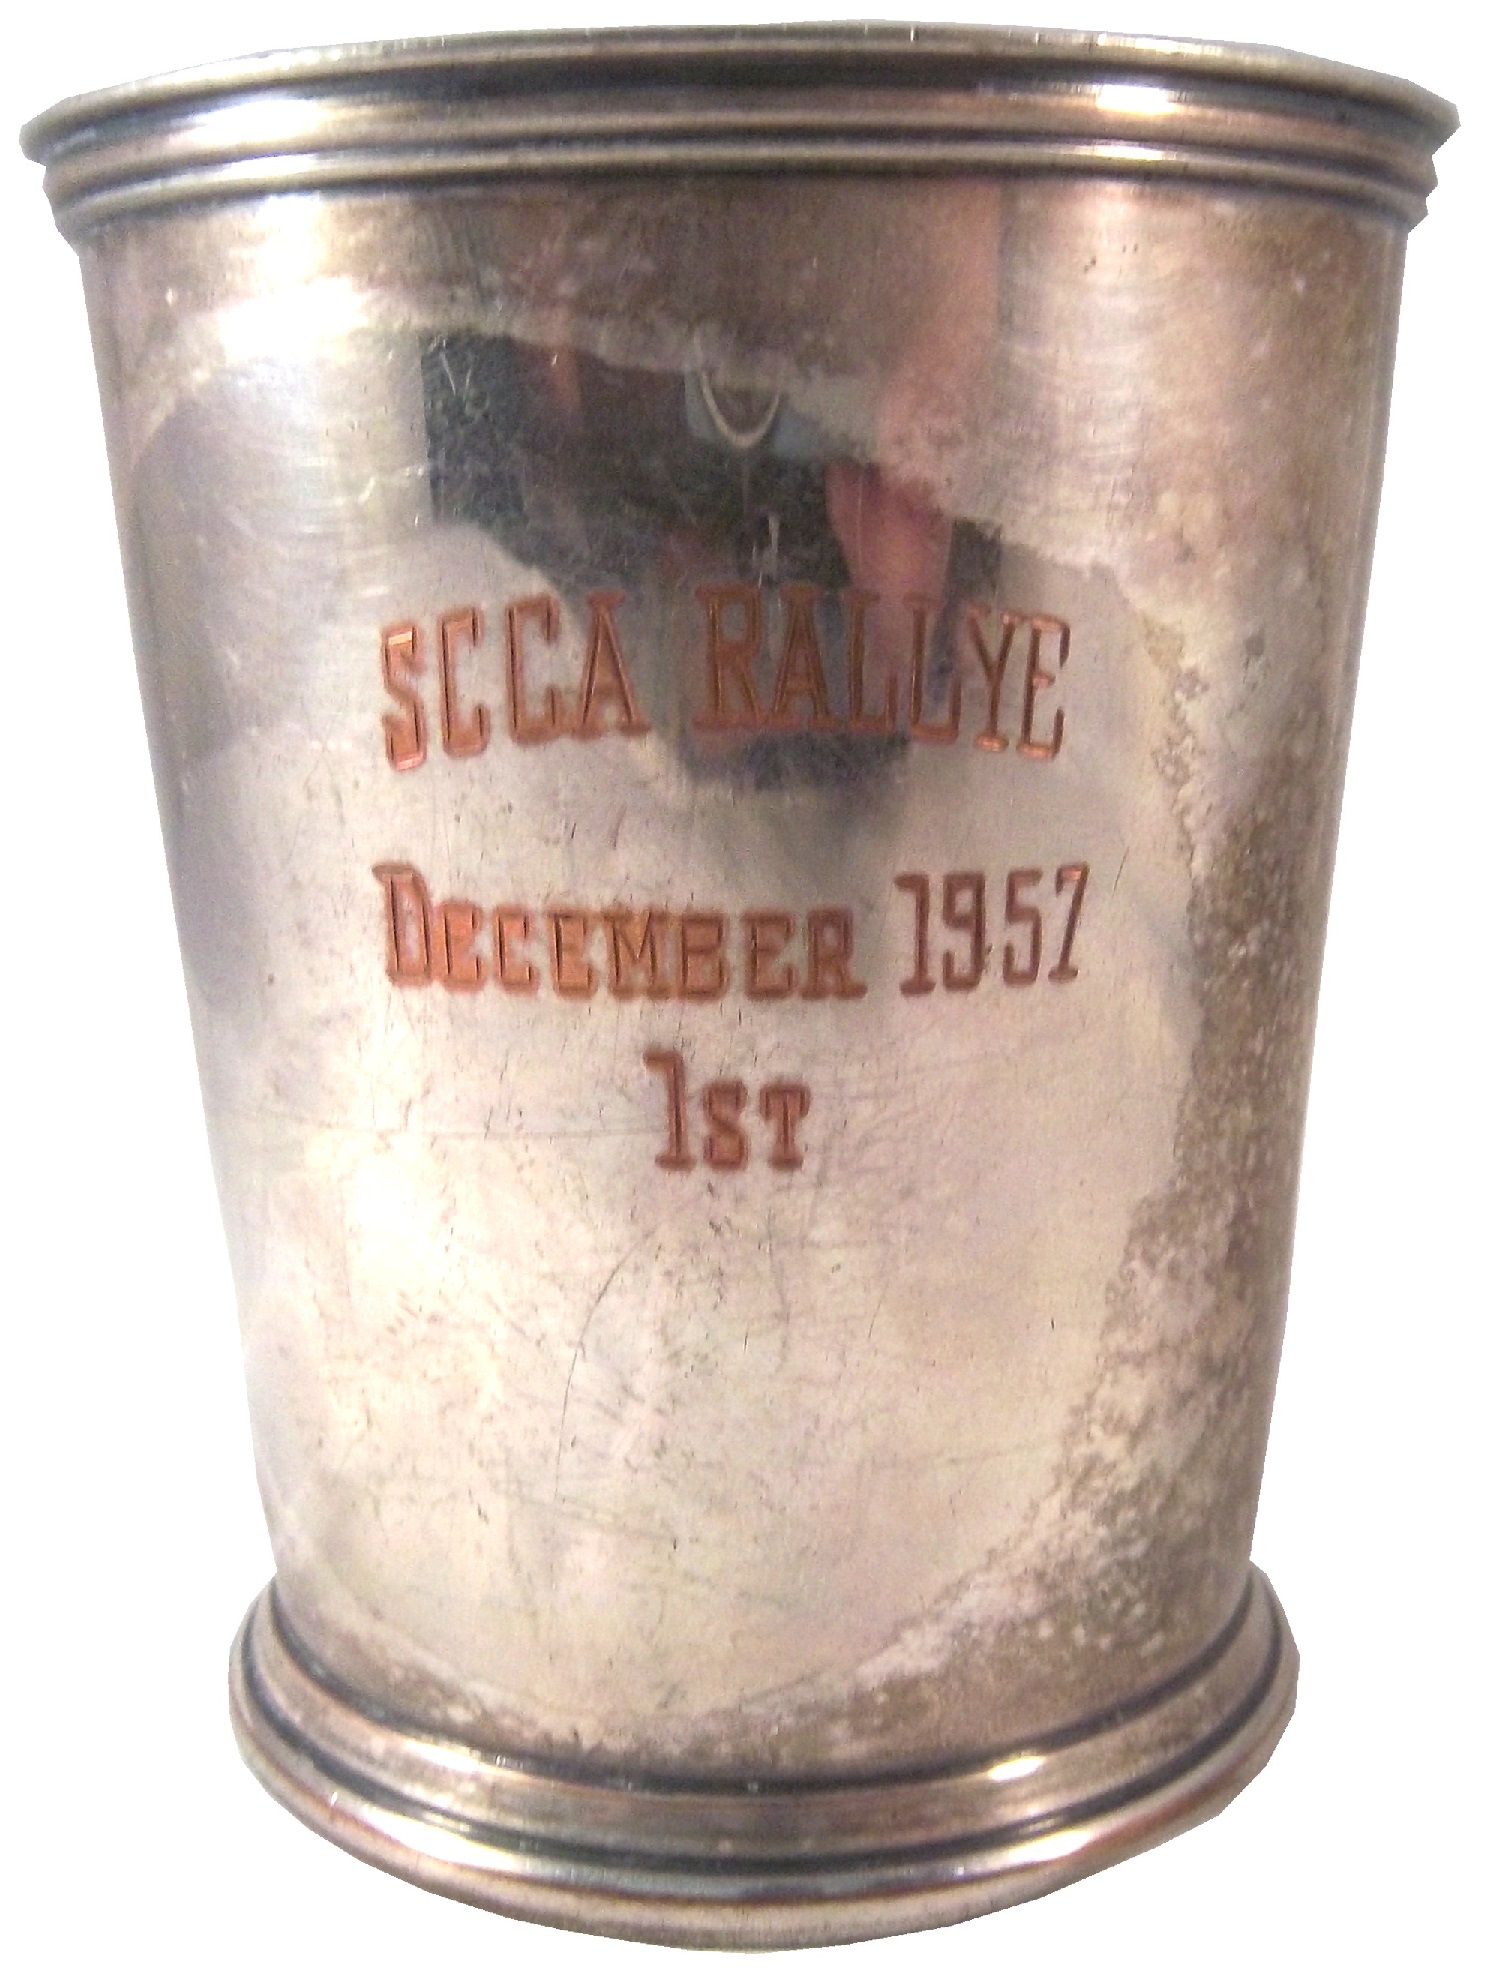 SCCA RALLYE
DECEMBER 1957
1ST